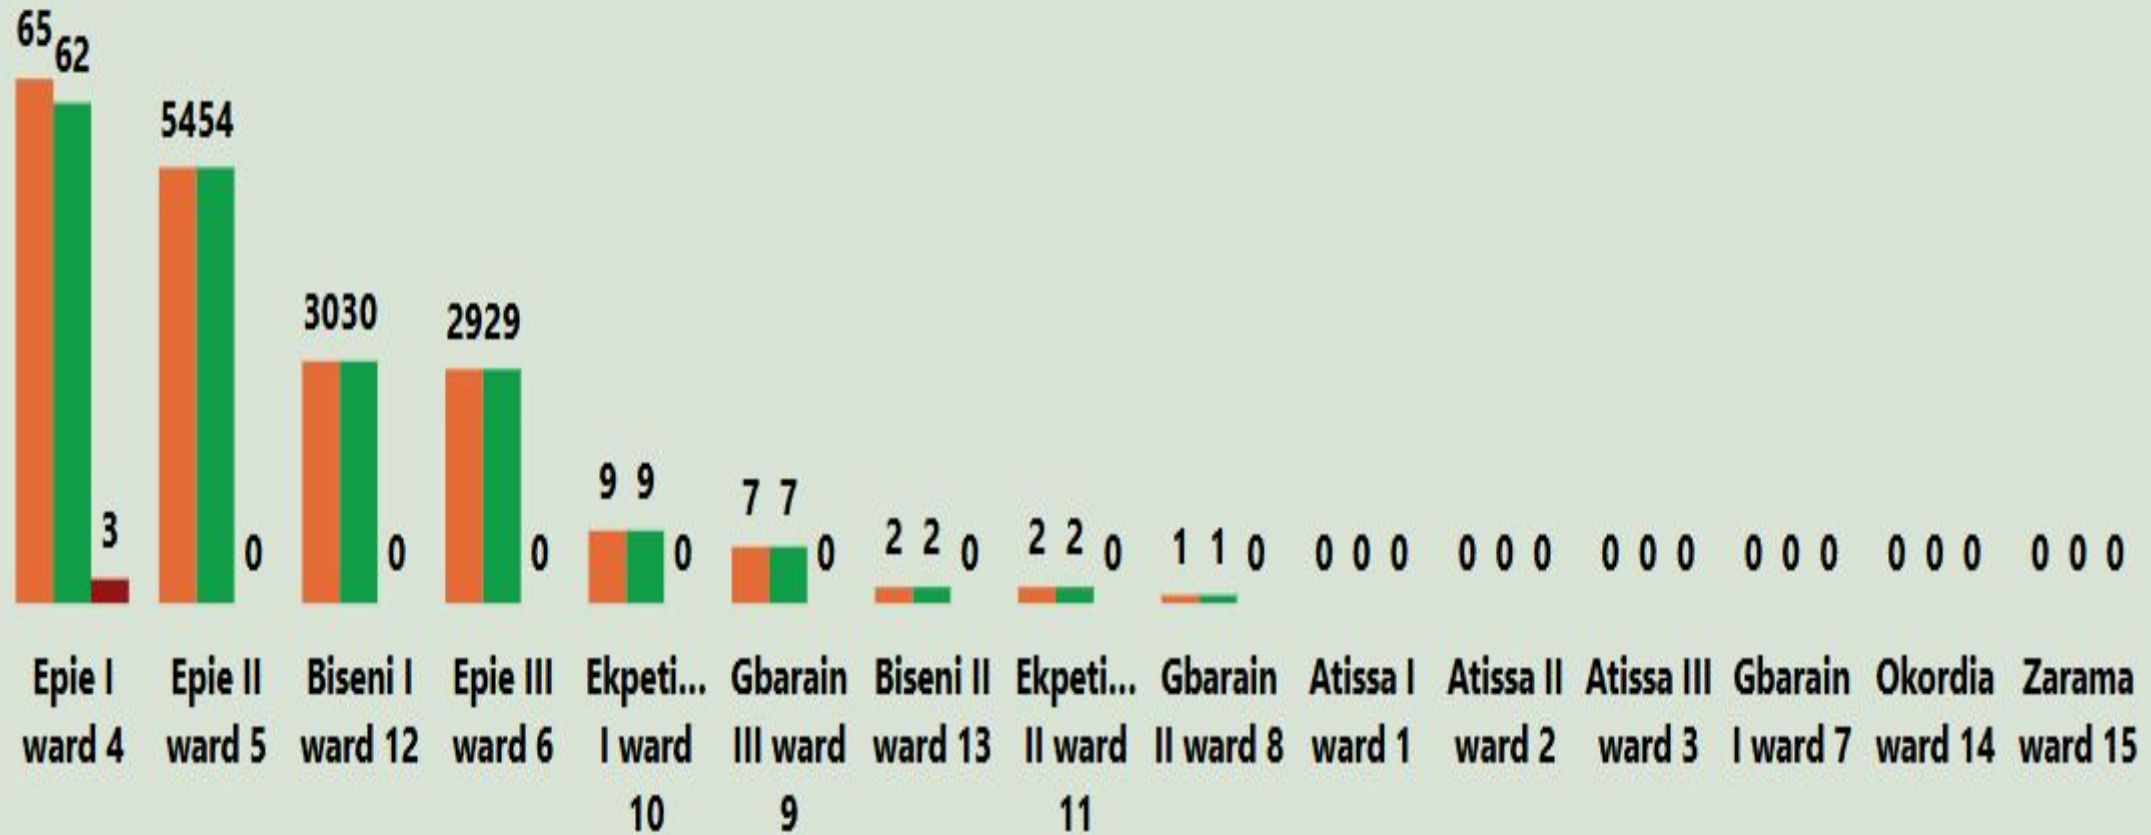 65 62 3
5454 0
3030 0
2929 0
9 9 0
7 7 0
2 2 0
2 2 0
1 1 0
0 0 0
0 0 0
0 0 0
0 0 0
0 0 0
0 0 0
Epie I
ward 4
Epie II
ward 5
Biseni I
ward 12
Epie III
ward 6
Ekpeti...
I ward
10
Gbarain
III ward
9
Biseni II
ward 13
Ekpeti...
II ward
11
Gbarain
II ward 8
Atissa I
ward 1
Atissa II
ward 2
Atissa III
ward 3
Gbarain
I ward 7
Okordia
ward 14
Zarama
ward 15